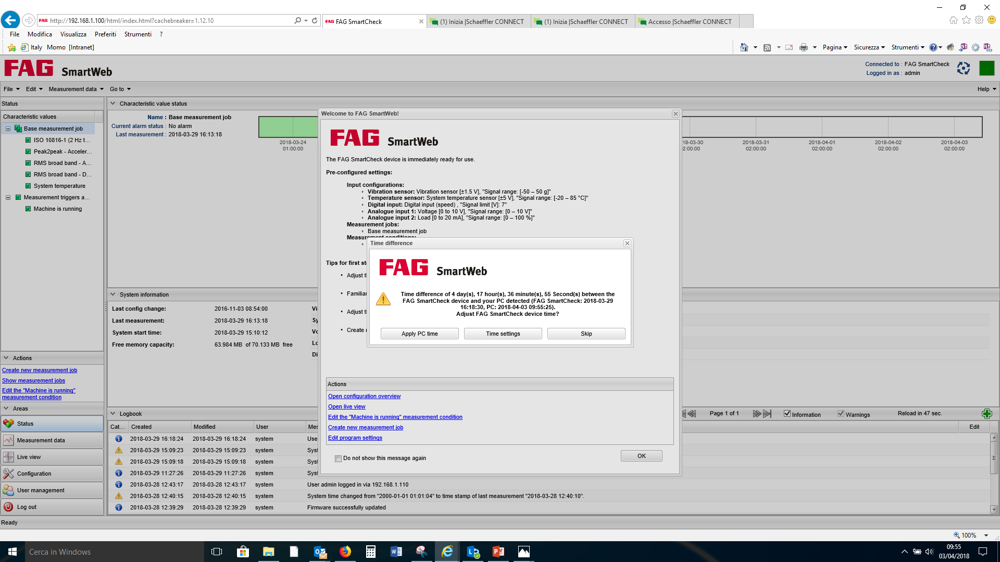 FAG http://192.168.1.100/html/index.html?cachebreaker=1.12.10
FAG FAG SmartCheck
(1) Inizia |Schaeffler CONNECT
(1) Inizia |Schaeffler CONNECT
Accesso |Schaeffler CONNECT
File Modifica Visualizza Preferiti Strumenti ?
Italy Momo [Intranet]
Pagina Sicurezza Strumenti
FAG SmartWeb
Connected to : FAG SmartCheck
Logged in as : admin
File Edit Measurement data Go to
Help
Status
Characteristic values
Base measurement job
ISO 10816-1 (2 Hz t...
Peak2peak - Acceler...
RMS broad band - A...
RMS broad band - D...
System temperature
Measurement triggers a...
Machine is running
Actions
Create new measurement job
Show measurement jobs
Edit the "Machine is running"
measurement condition
Areas
Status
Measurement data
Live view
Configuration
User management
Log out
Characteristic value status
Name : Base measurement job
Current alarm status : No alarm
Last measurement : 2018-03-29 16:13:18
2018-03-24
01:00:00
18-03-30
2:00:00
2018-03-31
02:00:00
2018-04-01
02:00:00
2018-04-02
02:00:00
2018-04-03
02:00:00
System information
Last config change: 2016-11-03 08:54:00 Vi
Last measurement: 2018-03-29 16:13:18 Sy
System start time: 2018-03-29 15:10:12 Vo
Free memory capacity: 63.984 MB of 70.133 MB free Lo
Di
Welcome to FAG SmartWeb!
FAG SmartWeb
The FAG SmartCheck device is immediately ready for use.
Pre-configured settings:
Input configurations:
◦ Vibration sensor: Vibration sensor [±1.5 V], "Signal range: [-50 – 50 g]"
◦ Temperature sensor: System temperature sensor [±5 V], "Signal range: [-20 – 85 °C]"
◦ Digital input: Digital input (speed) , "Signal limit [V]: 7"
◦ Analogue input 1: Voltage [0 to 10 V], "Signal range: [0 – 10 V]"
◦ Analogue input 2: Load [0 to 20 mA], "Signal range: [0 – 100 %]"
Measurement jobs:
◦ Base measurement job
Measurement conditions:
Tips for first st
• Adjust th
• Familiar
• Adjust th
• Create n
Time difference
FAG SmartWeb
Time difference of 4 day(s), 17 hour(s), 36 minute(s), 55 Second(s) between the
FAG SmartCheck device and your PC detected (FAG SmartCheck: 2018-03-29
16:18:30, PC: 2018-04-03 09:55:25).
Adjust FAG SmartCheck device time?
Apply PC time Time settings Skip
Actions
Open configuration overview
Open live view
Edit the "Machine is running" measurement condition
Create new measurement job
Edit program settings
Do not show this message again
OK
Logbook
Page 1 of 1 Information Warnings Reload in 47 sec.
Cat... Created Modified User Mes Edit
2018-03-29 16:18:24 2018-03-29 16:18:24 system Use
2018-03-29 15:09:23 2018-03-29 15:09:23 system Syst
2018-03-29 15:09:18 2018-03-29 15:09:18 system Syst
2018-03-29 11:27:26 2018-03-29 11:27:26 system Syst
2018-03-28 12:43:17 2018-03-28 12:43:17 system User admin logged in via 192.168.1.110
2018-03-28 12:40:15 2018-03-28 12:40:15 system System time changed from "2000-01-01 01:01:04" to time stamp of last measurement "2018-03-28 12:40:10".
2018-03-28 12:39:29 2018-03-28 12:39:29 system Firmware successfully updated
Ready
100%
Cerca in Windows
09:55
03/04/2018